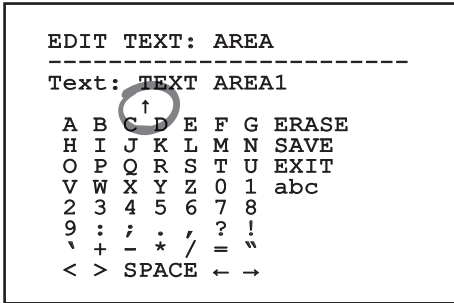 EDIT TEXT: AREA
------------------------
Text: TEXT AREA1
↑
A B C D E F G ERASE
H I J K L M N SAVE
O P Q R S T U EXIT
V W X Y Z 0 1 abc
2 3 4 5 6 7 8
9 : ; . , ? !
‵ + – * / = ‶
< > SPACE ← →